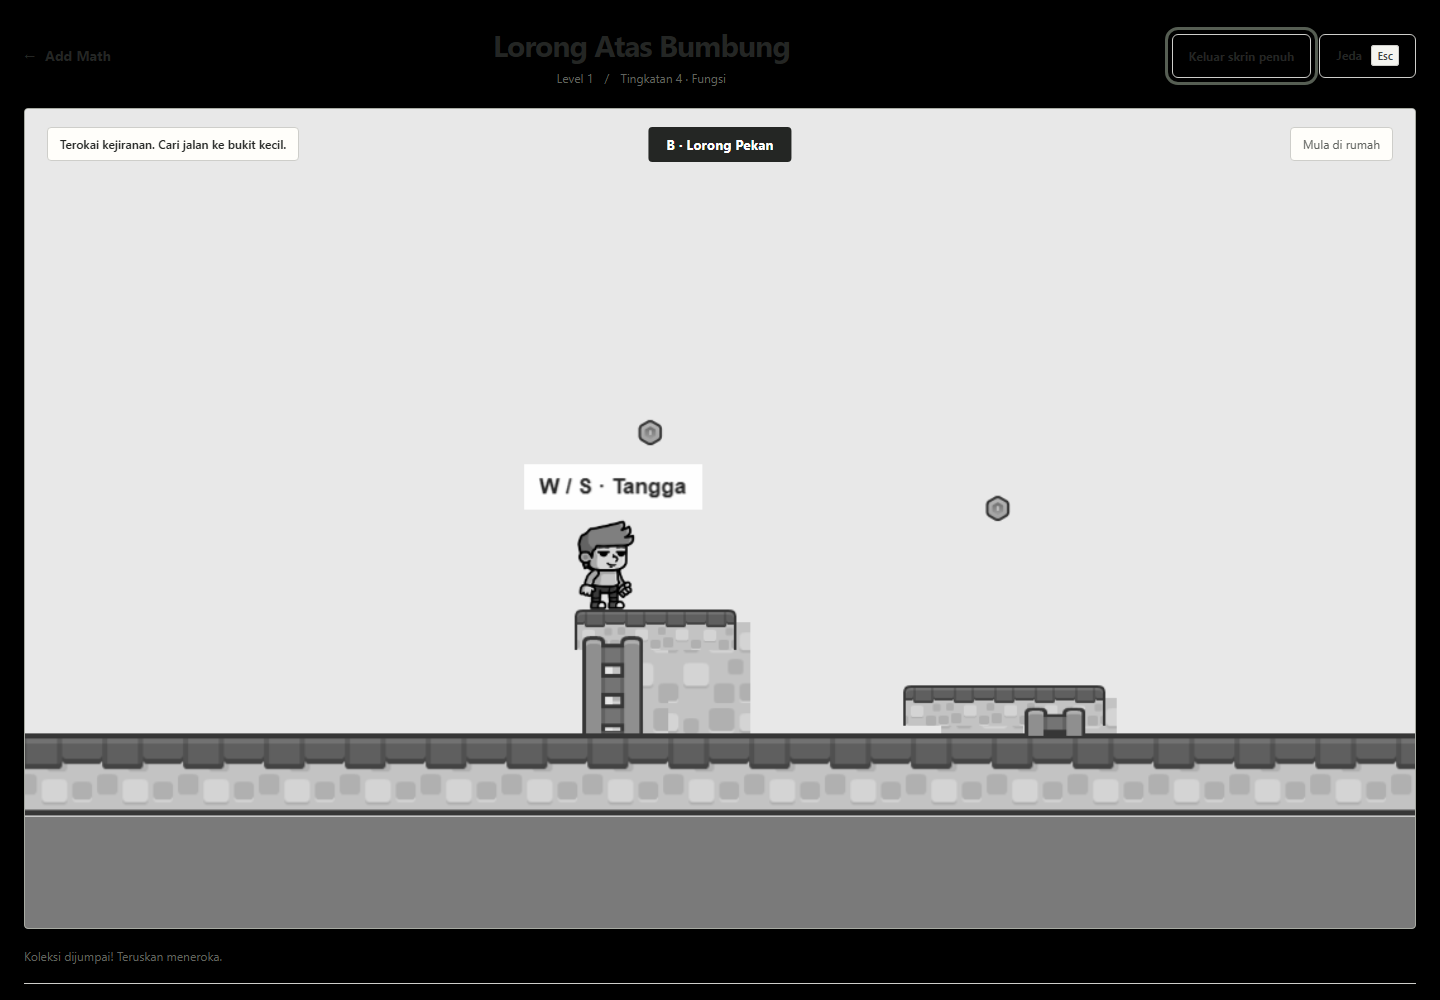 ← Add Math
Lorong Atas Bumbung
Level 1 / Tingkatan 4 · Fungsi
Keluar skrin penuh
Jeda Esc
Terokai kejiranan. Cari jalan ke bukit kecil.
B · Lorong Pekan
Mula di rumah
W / S · Tangga
Koleksi dijumpai! Teruskan meneroka.